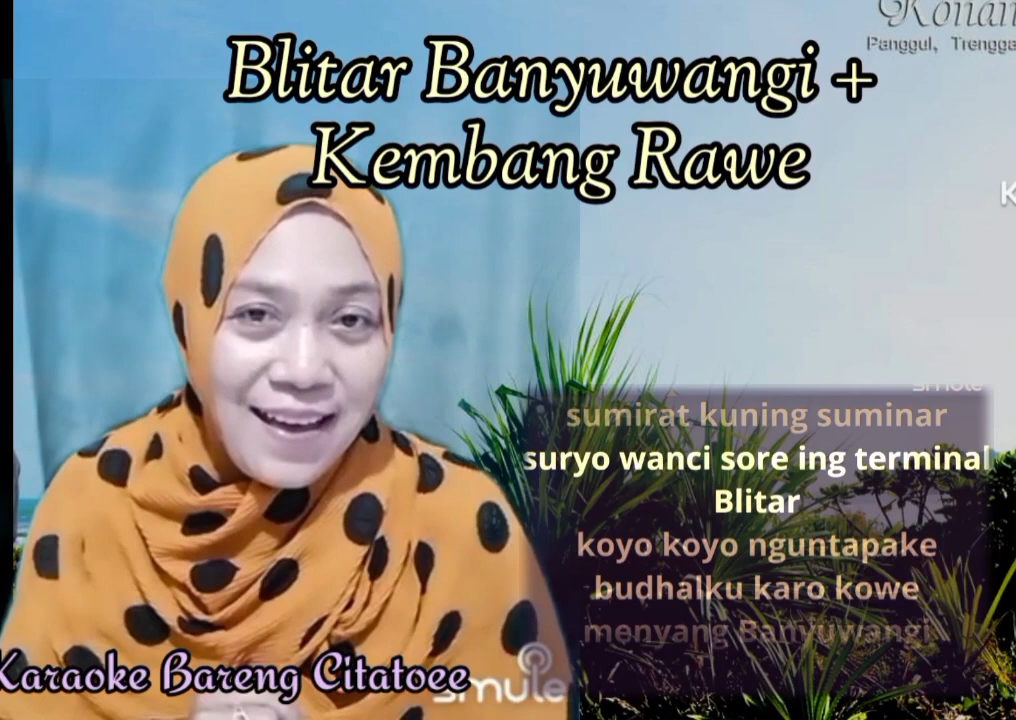 Panggul,
Blitar Banyuwangi +
Kembang Rawe
K
smule
sumirat kuning suminar
suryo wanci sore ing terminal
Blitar
koyo koyo nguntapake
budhalku karo kowe
menyang Banyuwangi
Karaoke Bareng Citatoee
smule